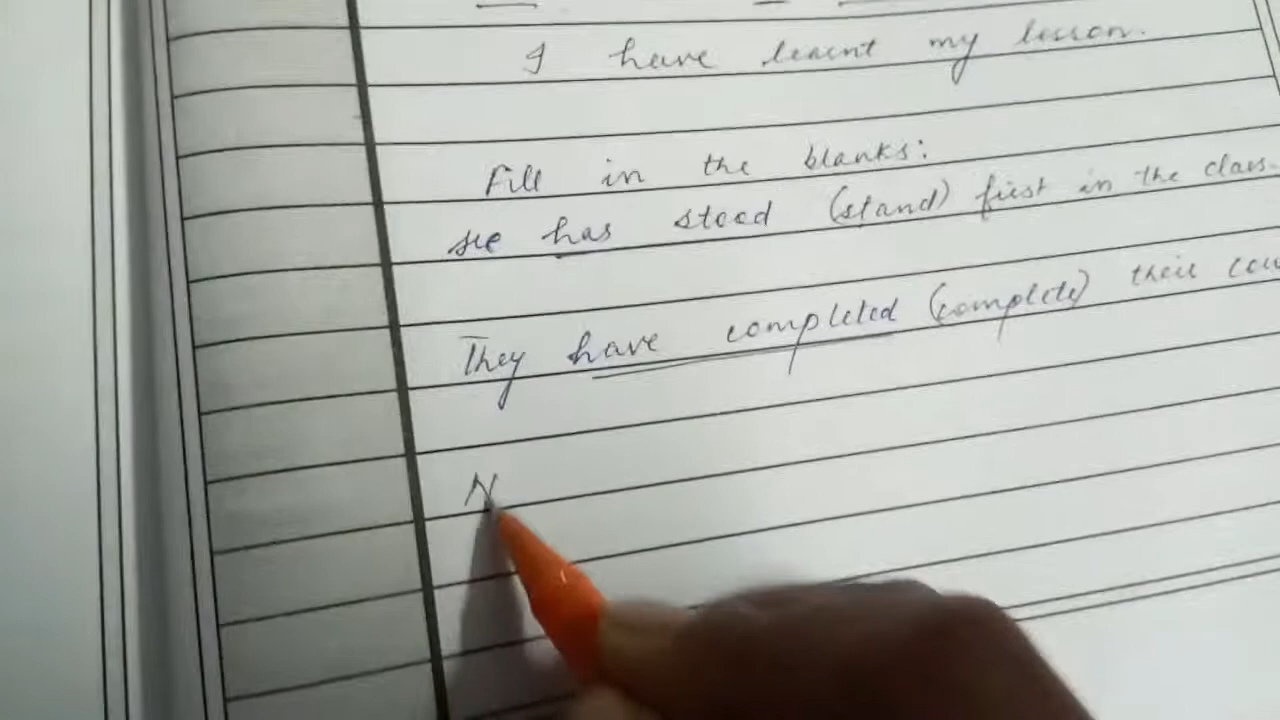 I have learnt my lesson.
Fill in the blanks:
He has stood (stand) first in the class.
They have completed (complete) their
N